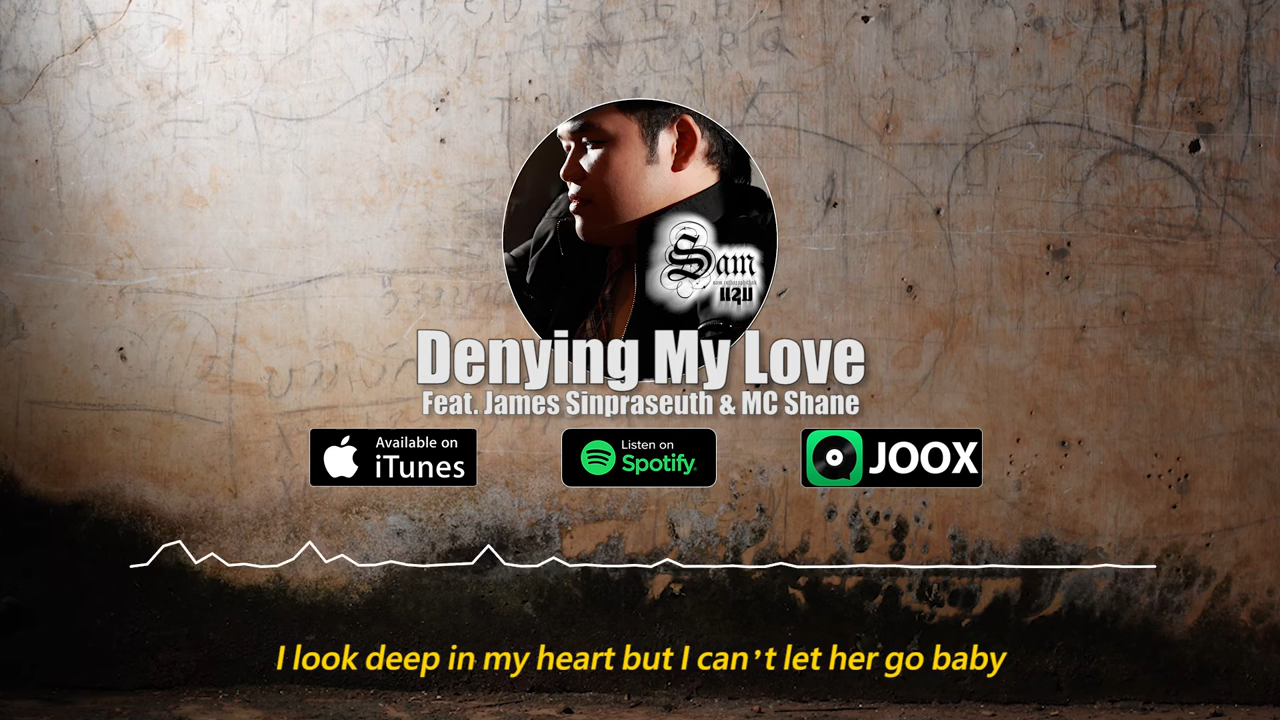 Sam
แซม
Denying My Love
Feat. James Sinpraseuth & MC Shane
Available on
iTunes
Listen on
Spotify
JOOX
I look deep in my heart but I can't let her go baby